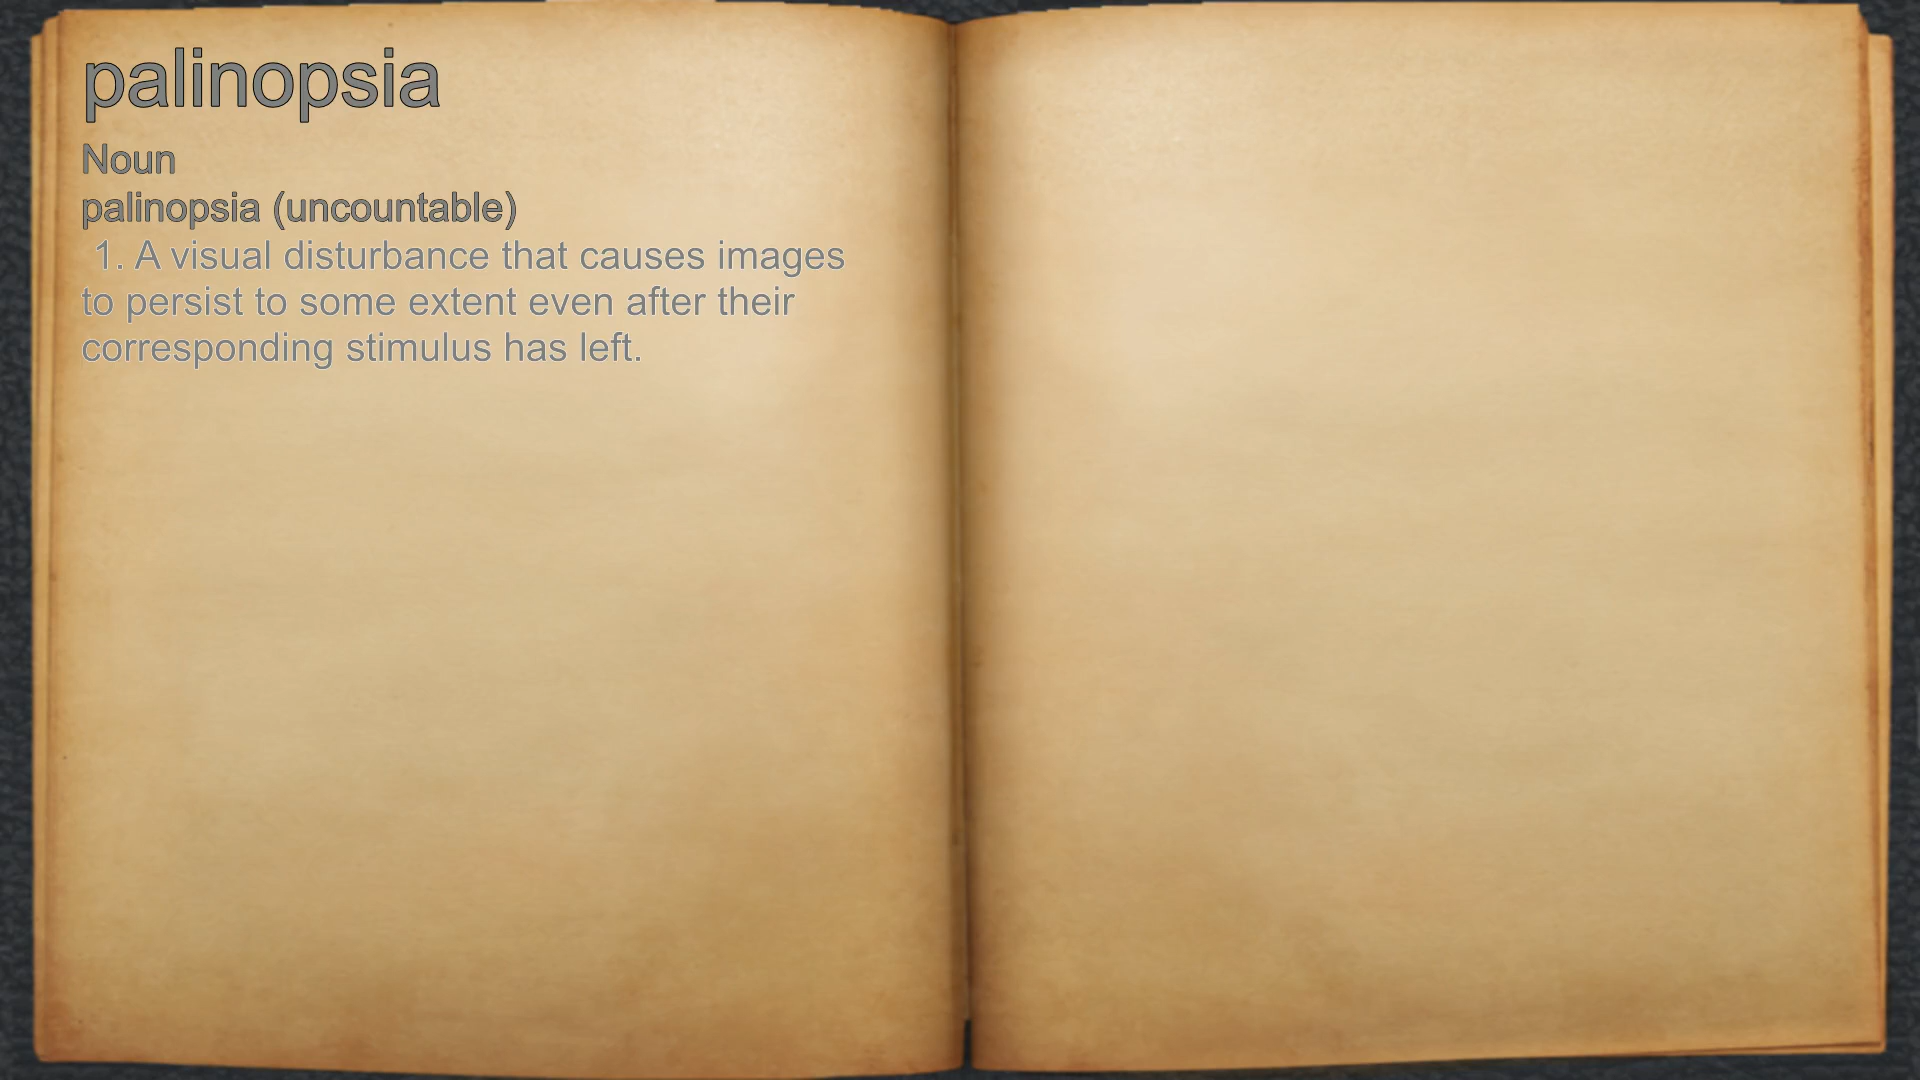 palinopsia
Noun
palinopsia (uncountable)
1. A visual disturbance that causes images
to persist to some extent even after their
corresponding stimulus has left.